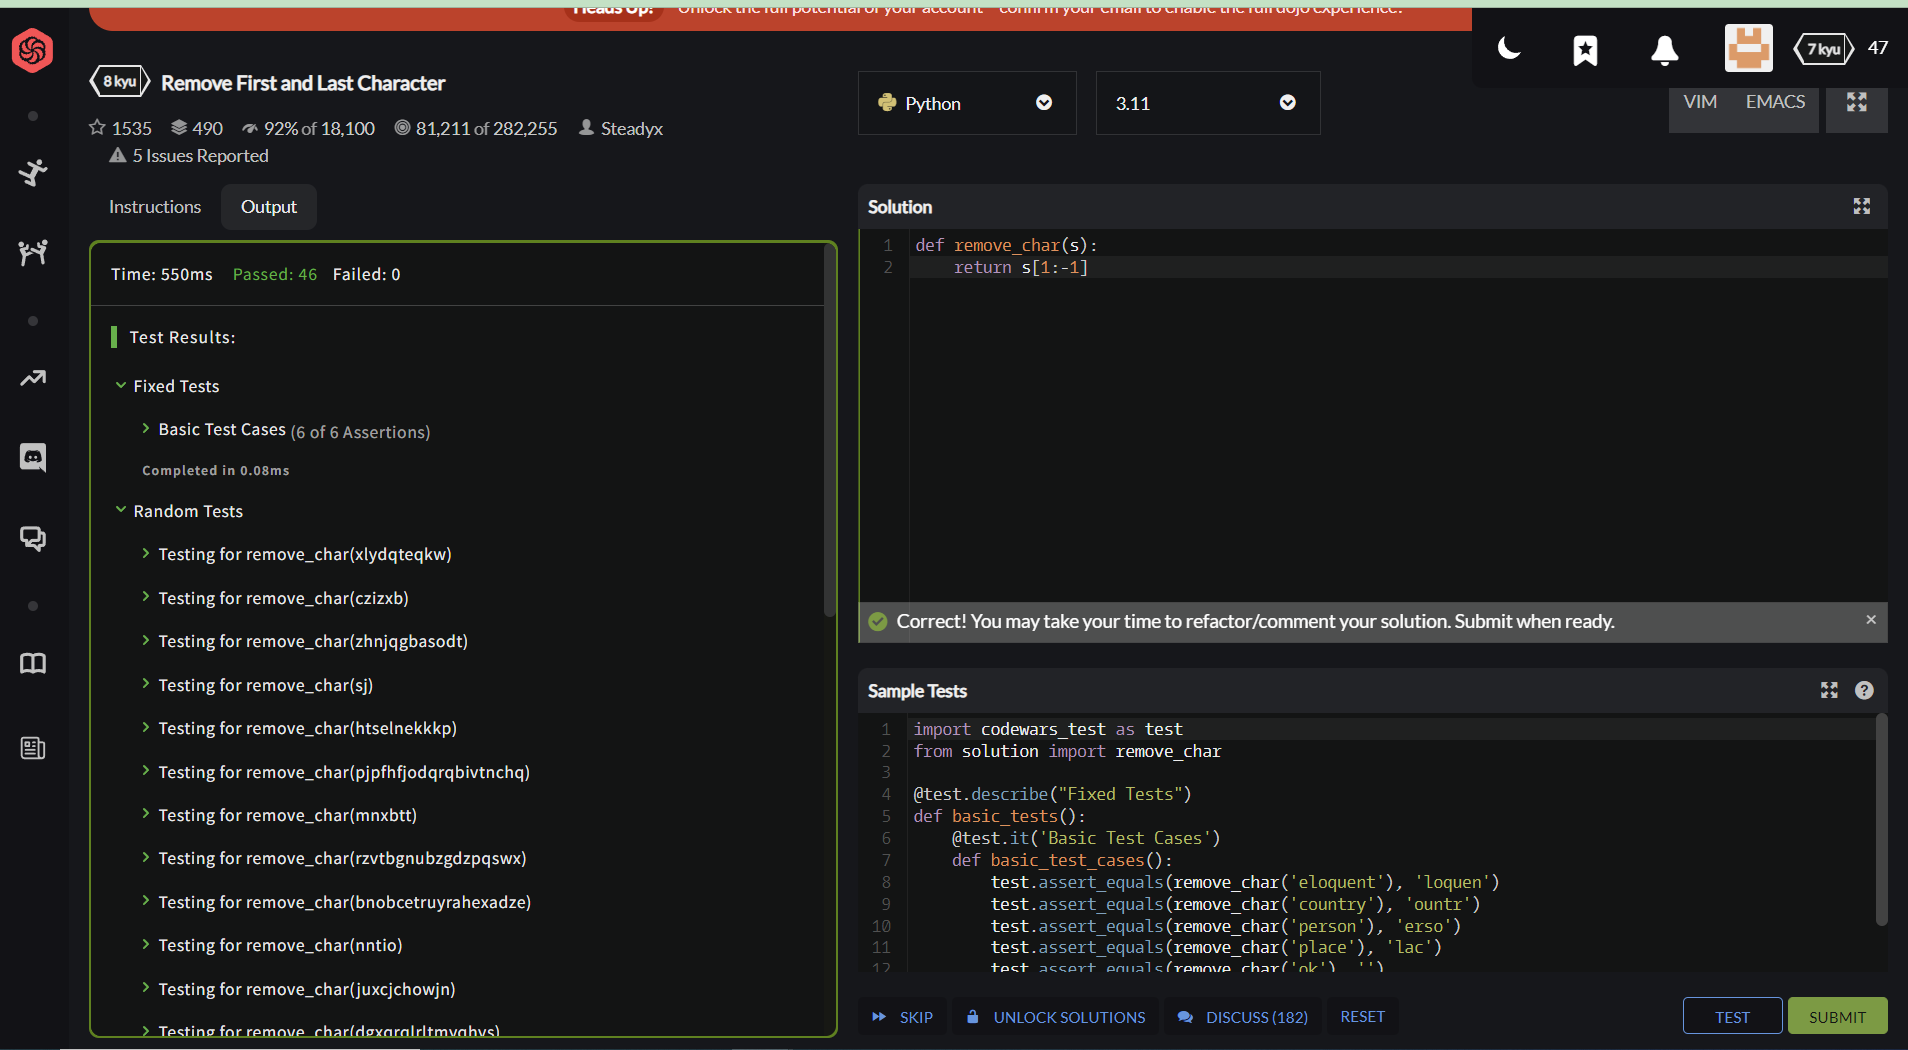 Heads Up! Unlock the full potential of your account - confirm your email to enable the full dojo experience.
7 kyu 47
8 kyu Remove First and Last Character
1535 490 92% of 18,100 81,211 of 282,255 Steadyx
5 Issues Reported
Python
3.11
VIM EMACS
Instructions Output
Time: 550ms Passed: 46 Failed: 0
Test Results:
Fixed Tests
Basic Test Cases (6 of 6 Assertions)
Completed in 0.08ms
Random Tests
Testing for remove_char(xlydqteqkw)
Testing for remove_char(czizxb)
Testing for remove_char(zhnjqgbasodt)
Testing for remove_char(sj)
Testing for remove_char(htselnekkkp)
Testing for remove_char(pjpfhfjodqrqbivtnchq)
Testing for remove_char(mnxbtt)
Testing for remove_char(rzvtbgnubzgdzpqswx)
Testing for remove_char(bnobcetruyrahexadze)
Testing for remove_char(nntio)
Testing for remove_char(juxcjchowjn)
Testing for
Solution
1 def remove_char(s):
2 return s[1:-1]
Correct! You may take your time to refactor/comment your solution. Submit when ready.
Sample Tests
1 import codewars_test as test
2 from solution import remove_char
3
4 @test.describe("Fixed Tests")
5 def basic_tests():
6 @test.it('Basic Test Cases')
7 def basic_test_cases():
8 test.assert_equals(remove_char('eloquent'), 'loquen')
9 test.assert_equals(remove_char('country'), 'ountr')
10 test.assert_equals(remove_char('person'), 'erso')
11 test.assert_equals(remove_char('place'), 'lac')
12 test.assert_equals(remove_char('ok'), '')
SKIP UNLOCK SOLUTIONS DISCUSS (182) RESET
TEST SUBMIT